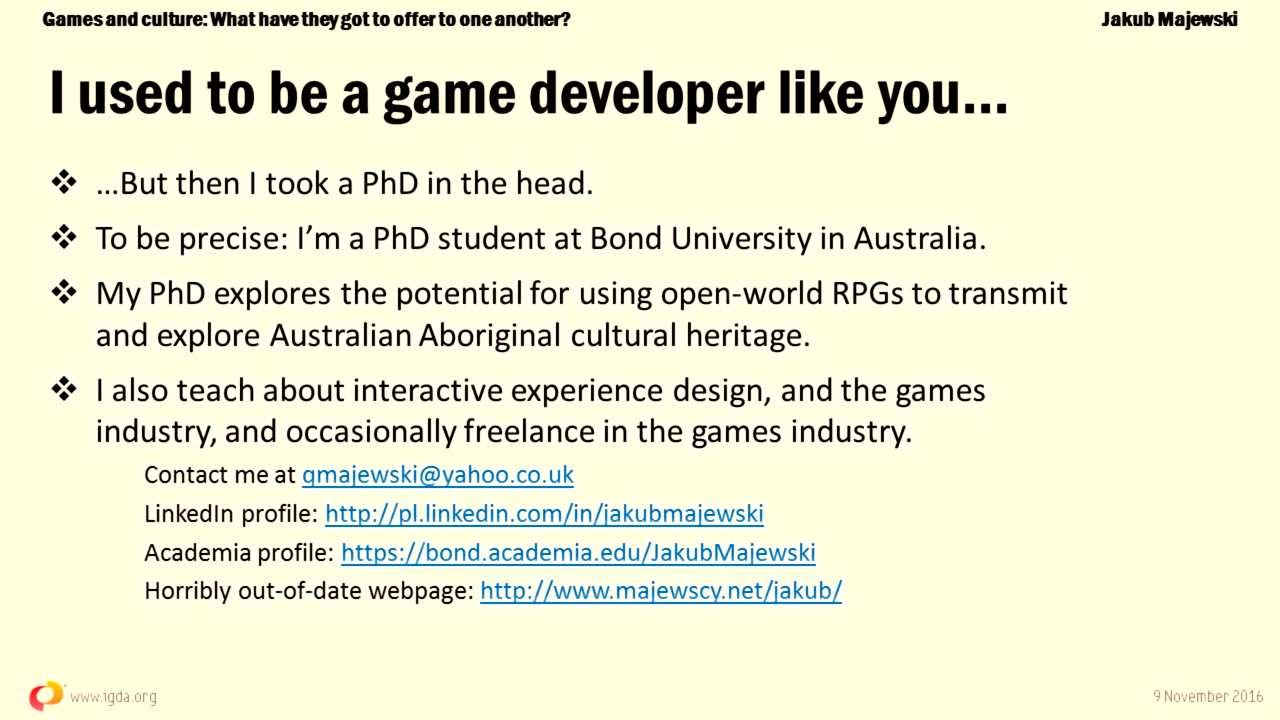 Games and culture: What have they got to offer to one another?
Jakub Majewski
I used to be a game developer like you...
❖ ...But then I took a PhD in the head.
❖ To be precise: I'm a PhD student at Bond University in Australia.
❖ My PhD explores the potential for using open-world RPGs to transmit
and explore Australian Aboriginal cultural heritage.
❖ I also teach about interactive experience design, and the games
industry, and occasionally freelance in the games industry.
Contact me at qmajewski@yahoo.co.uk
LinkedIn profile: http://pl.linkedin.com/in/jakubmajewski
Academia profile: https://bond.academia.edu/JakubMajewski
Horribly out-of-date webpage: http://www.majewscy.net/jakub/
www.igda.org
9 November 2016